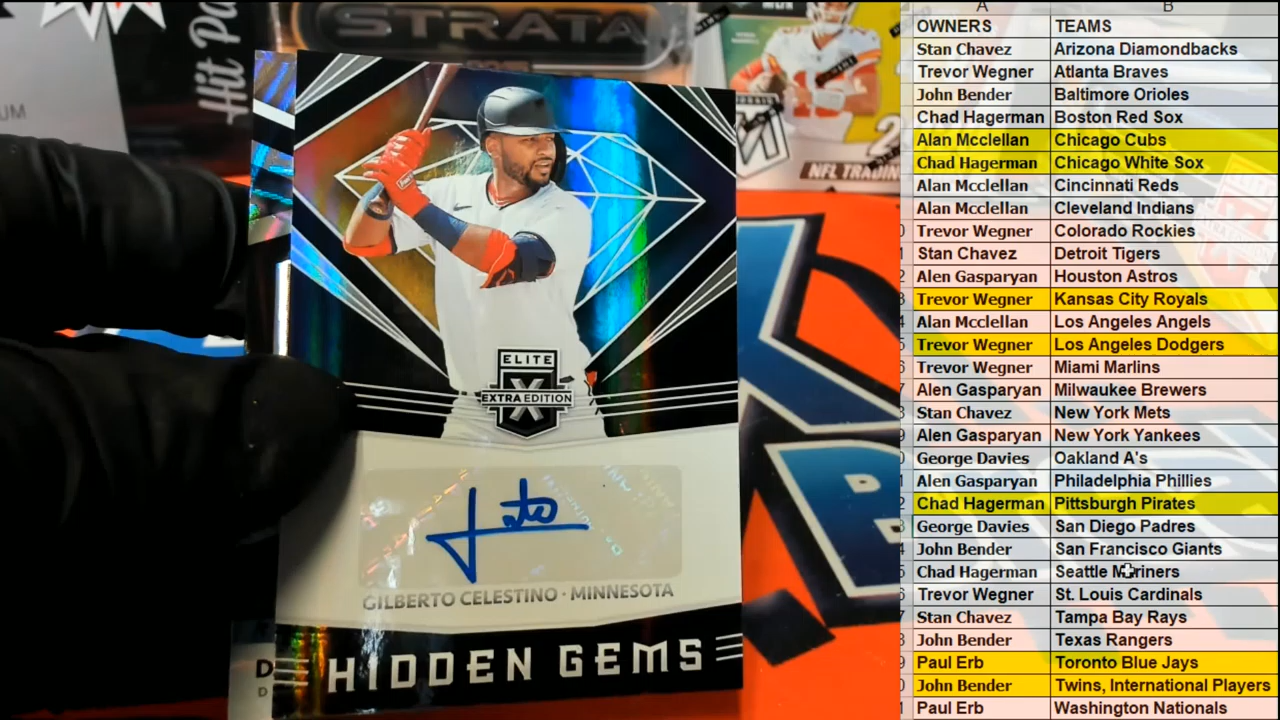 Hit Pa
STRATA
NFL TRADIN
ELITE
X
EXTRA EDITION
Jeto
GILBERTO CELESTINO · MINNESOTA
HIDDEN GEMS
A B
OWNERS TEAMS
Stan Chavez Arizona Diamondbacks
Trevor Wegner Atlanta Braves
John Bender Baltimore Orioles
Chad Hagerman Boston Red Sox
Alan Mcclellan Chicago Cubs
Chad Hagerman Chicago White Sox
Alan Mcclellan Cincinnati Reds
Alan Mcclellan Cleveland Indians
Trevor Wegner Colorado Rockies
Stan Chavez Detroit Tigers
Alen Gasparyan Houston Astros
Trevor Wegner Kansas City Royals
Alan Mcclellan Los Angeles Angels
Trevor Wegner Los Angeles Dodgers
Trevor Wegner Miami Marlins
Alen Gasparyan Milwaukee Brewers
Stan Chavez New York Mets
Alen Gasparyan New York Yankees
George Davies Oakland A's
Alen Gasparyan Philadelphia Phillies
Chad Hagerman Pittsburgh Pirates
George Davies San Diego Padres
John Bender San Francisco Giants
Chad Hagerman Seattle Mariners
Trevor Wegner St. Louis Cardinals
Stan Chavez Tampa Bay Rays
John Bender Texas Rangers
Paul Erb Toronto Blue Jays
John Bender Twins, International Players
Paul Erb Washington Nationals